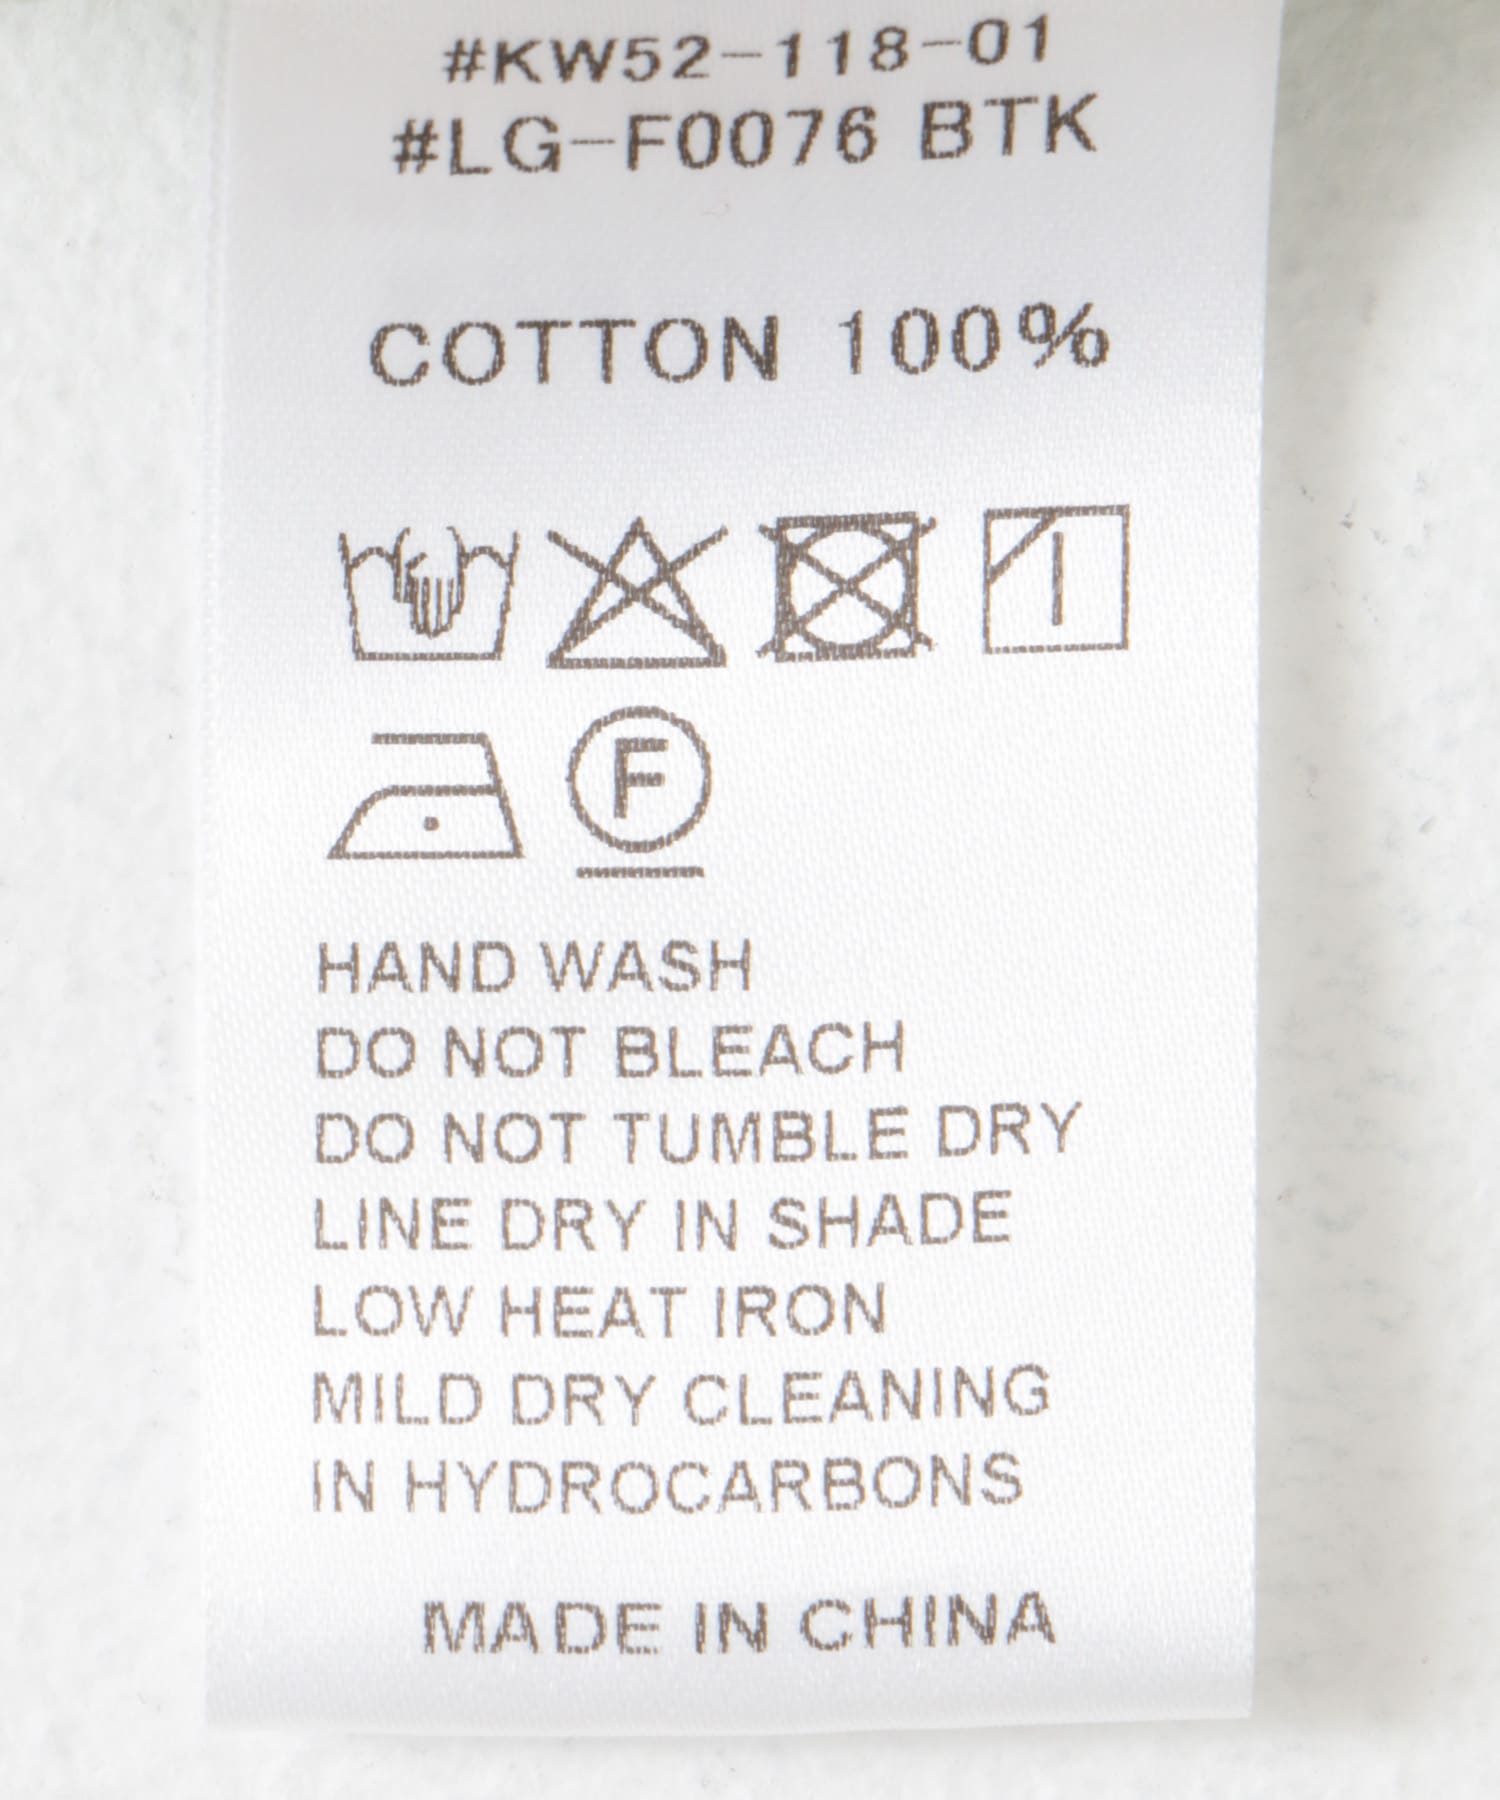 #KW52-118-01
#LG-F0076 BTK
COTTON 100%
F
HAND WASH
DO NOT BLEACH
DO NOT TUMBLE DRY
LINE DRY IN SHADE
LOW HEAT IRON
MILD DRY CLEANING
IN HYDROCARBONS
MADE IN CHINA